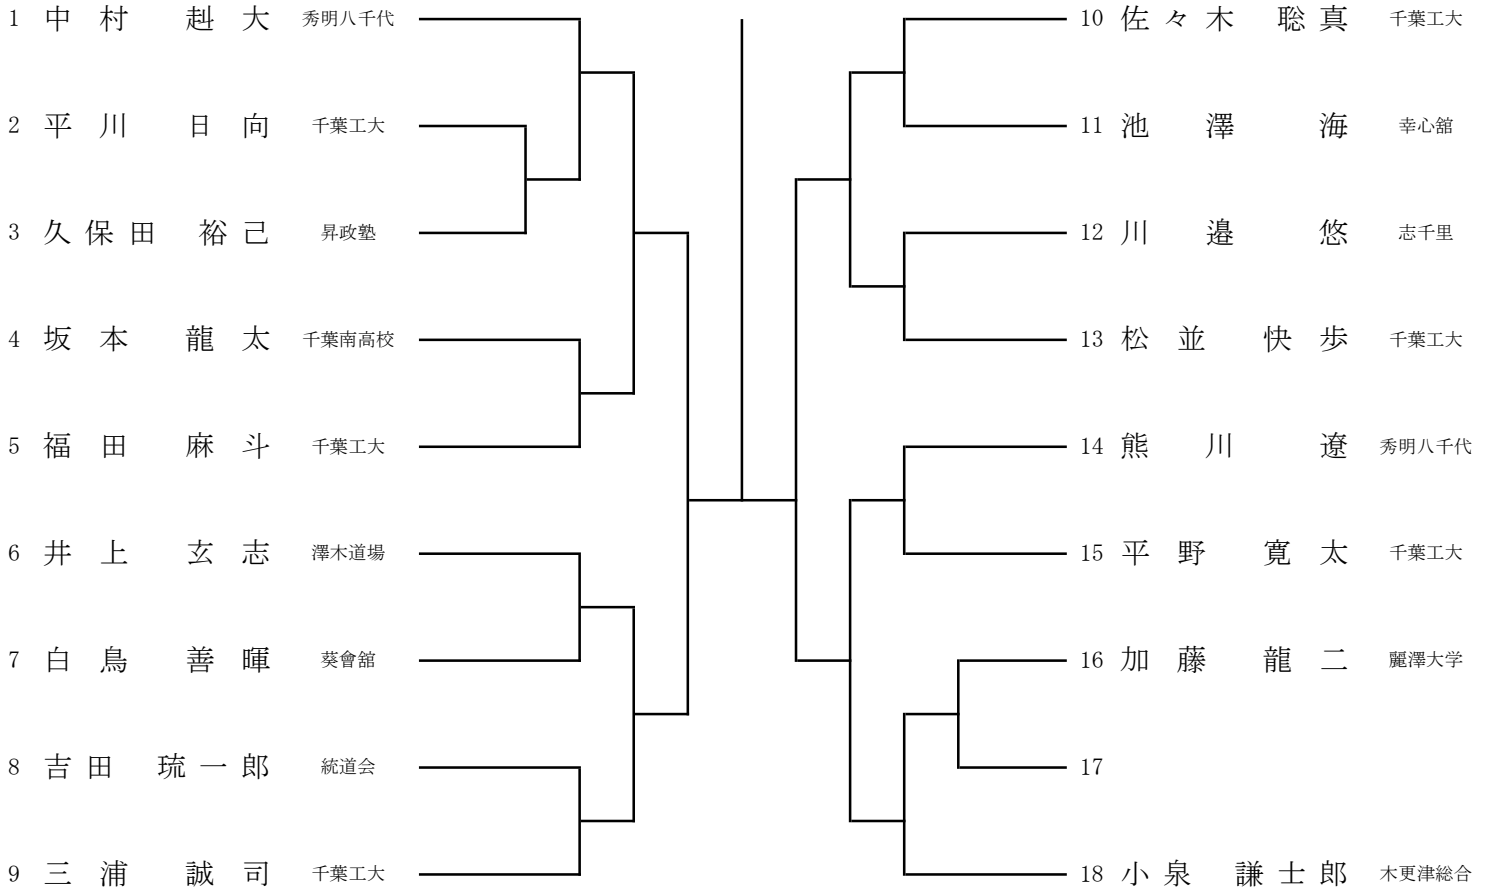 1 中村 赳大 秀明八千代
2 平川 日向 千葉工大
3 久保田 裕己 昇政塾
4 坂本 龍太 千葉南高校
5 福田 麻斗 千葉工大
6 井上 玄志 澤木道場
7 白鳥 善暉 葵會舘
8 吉田 琉一郎 統道会
9 三浦 誠司 千葉工大
10 佐々木 聡真 千葉工大
11 池澤 海 幸心舘
12 川邉 悠 志千里
13 松並 快歩 千葉工大
14 熊川 遼 秀明八千代
15 平野 寛太 千葉工大
16 加藤 龍二 麗澤大学
17
18 小泉 謙士郎 木更津総合